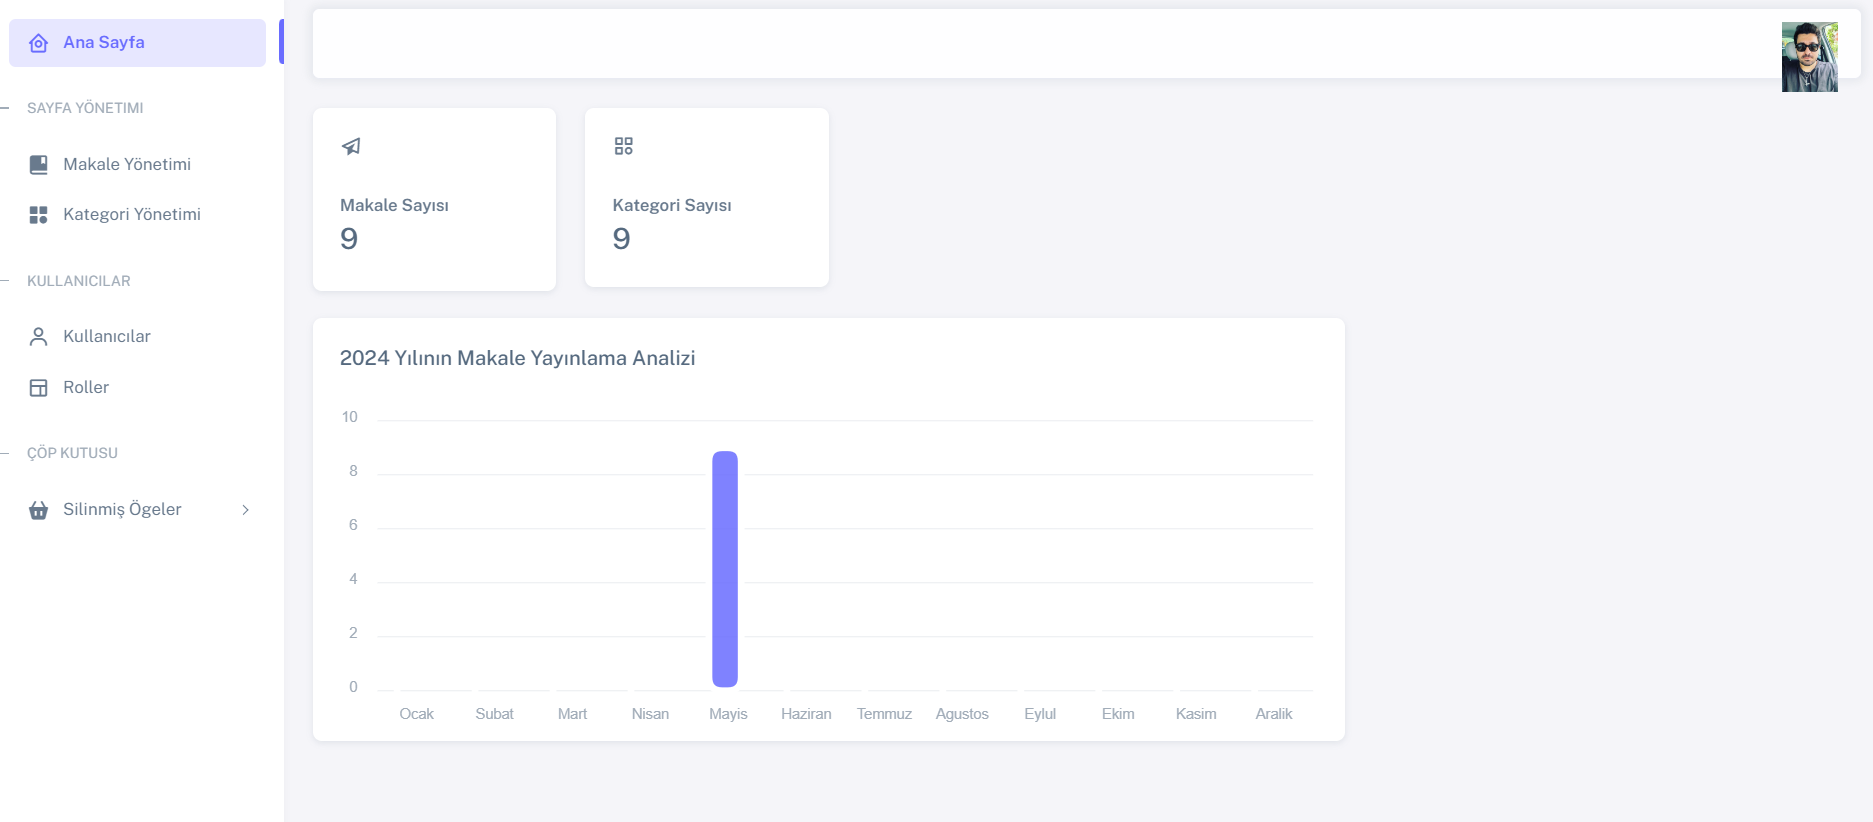 Ana Sayfa
SAYFA YÖNETIMI
Makale Yönetimi
Kategori Yönetimi
KULLANICILAR
Kullanıcılar
Roller
ÇÖP KUTUSU
Silinmiş Ögeler
Makale Sayısı
9
Kategori Sayısı
9
2024 Yılının Makale Yayınlama Analizi
10
8
6
4
2
0
Ocak Subat Mart Nisan Mayis Haziran Temmuz Agustos Eylul Ekim Kasim Aralik